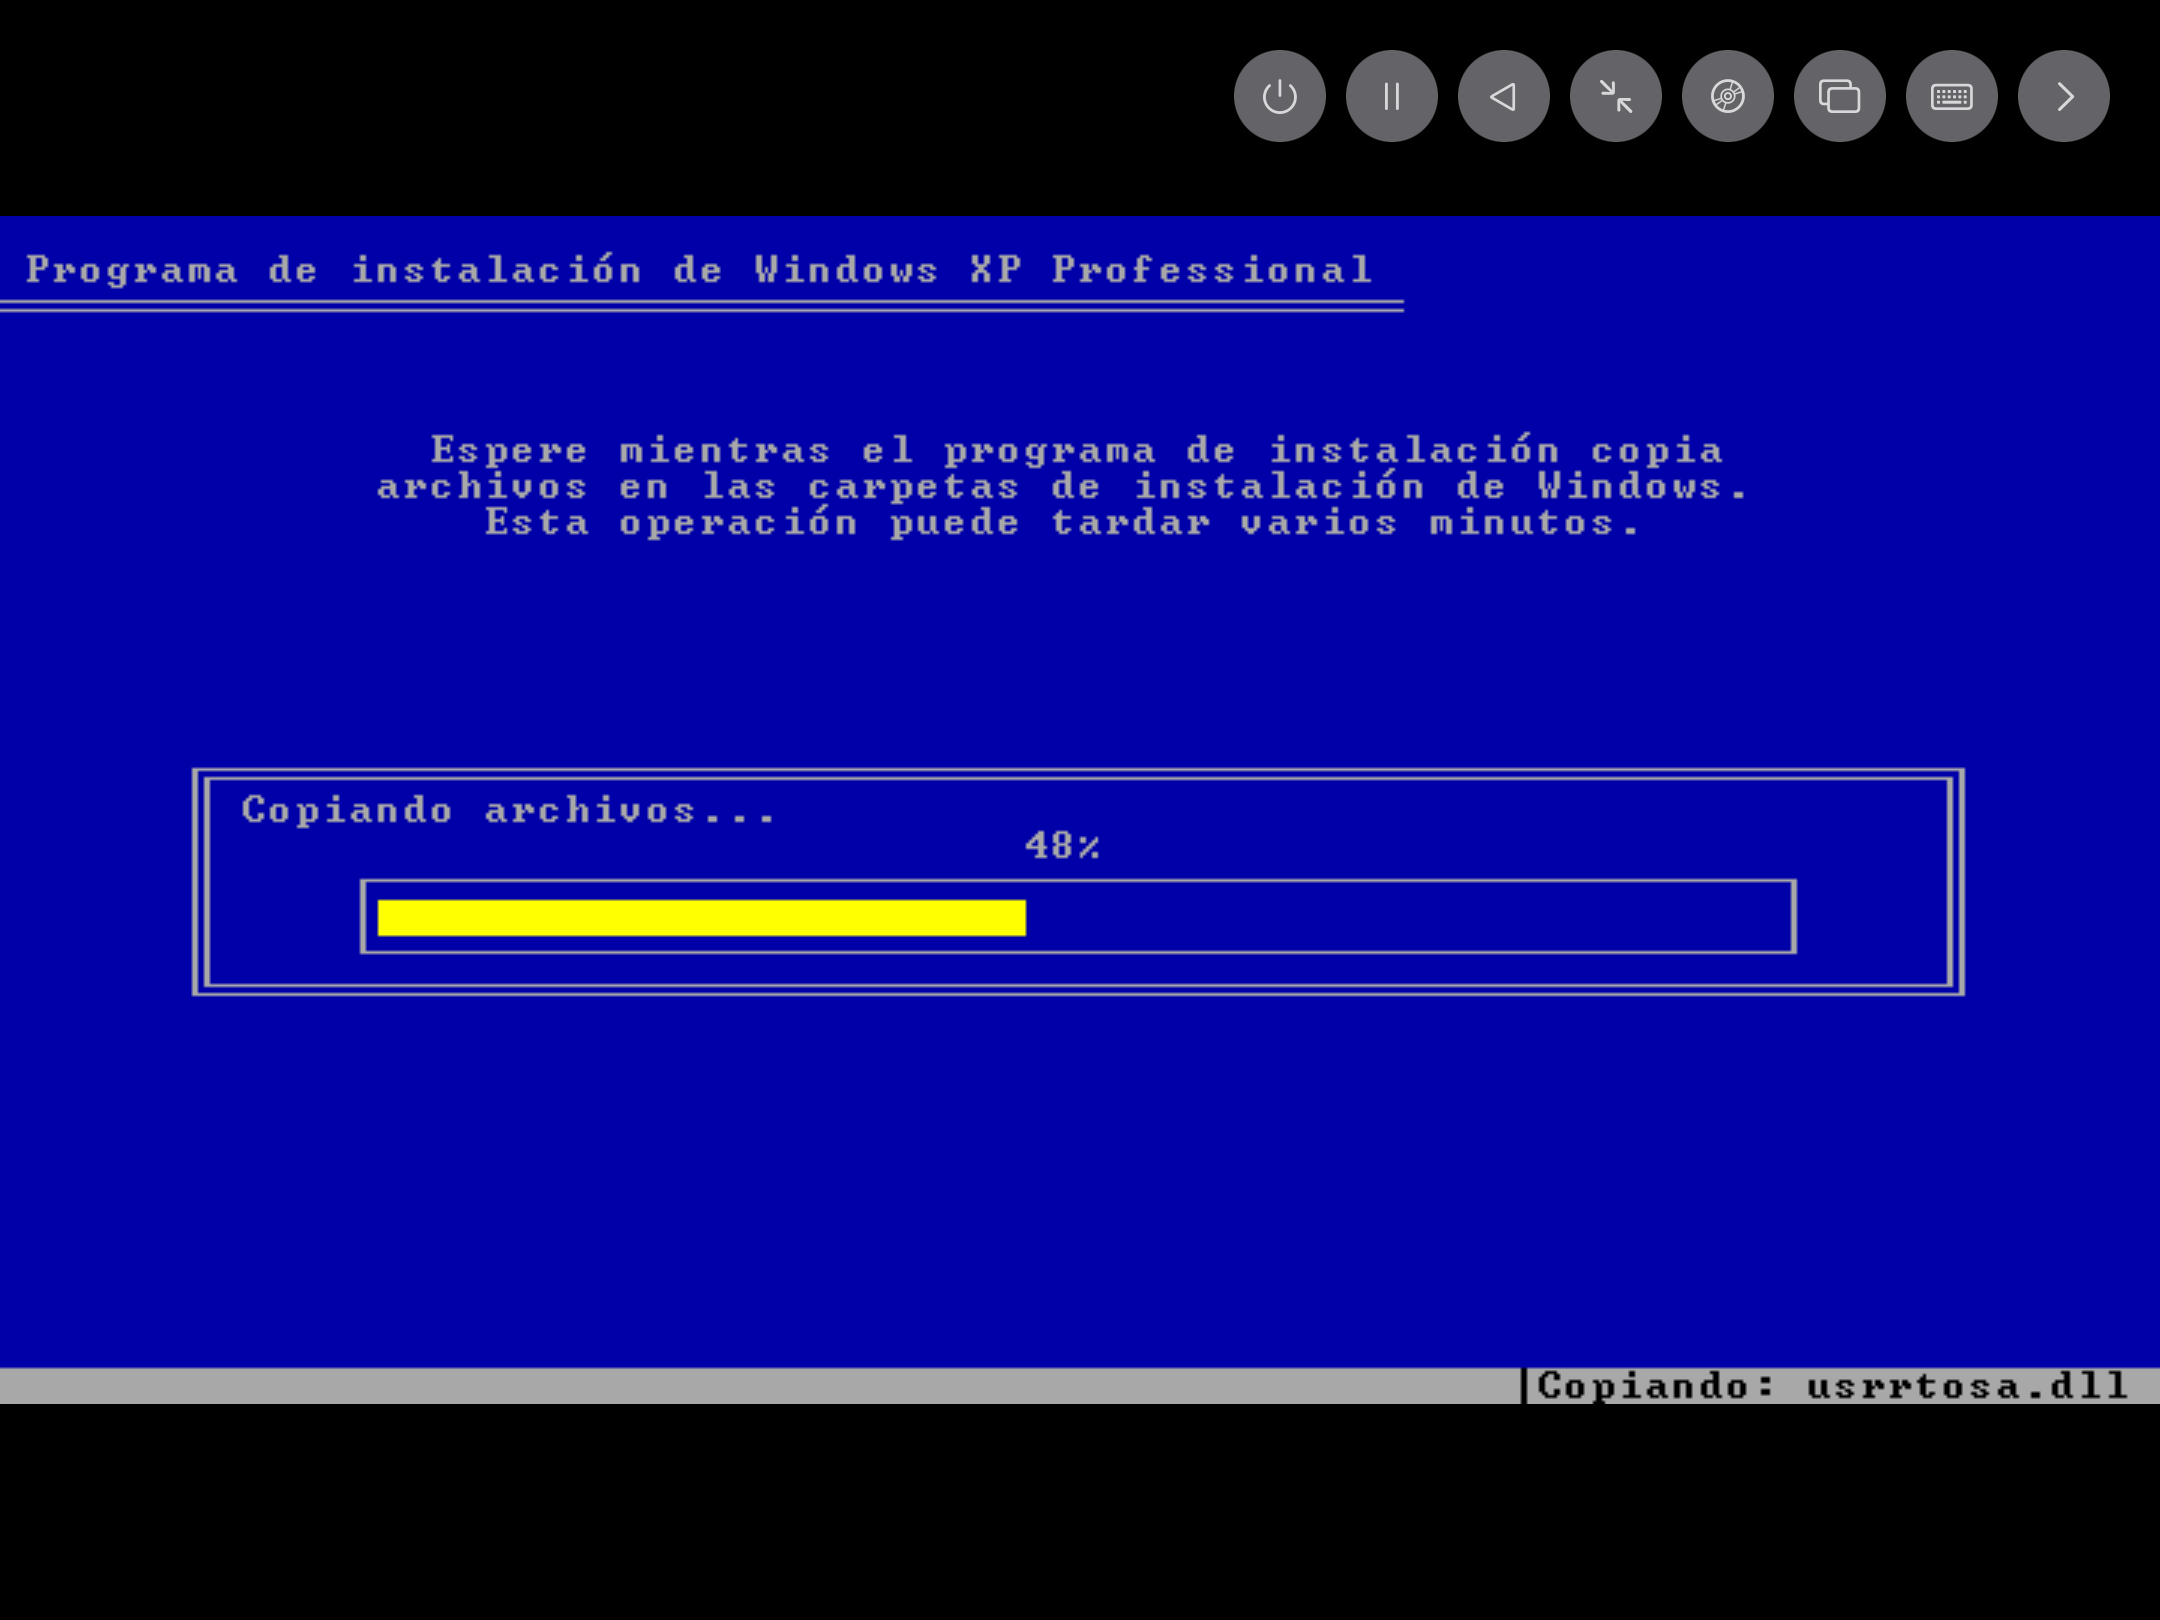 Programa de instalación de Windows XP Professional
Espere mientras el programa de instalación copia
archivos en las carpetas de instalación de Windows.
Esta operación puede tardar varios minutos.
Copiando archivos...
48%
Copiando: usrrtosa.dll